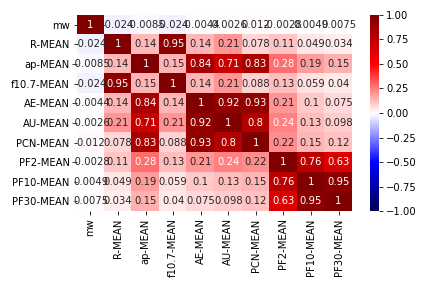 mw 1 -0.024 -0.0085 -0.024 -0.0044 -0.0026 -0.012 -0.0028 0.0049 0.0075
R-MEAN -0.024 1 0.14 0.95 0.14 0.21 0.078 0.11 0.049 0.034
ap-MEAN -0.0085 0.14 1 0.15 0.84 0.71 0.83 0.28 0.19 0.15
f10.7-MEAN -0.024 0.95 0.15 1 0.14 0.21 0.088 0.13 0.059 0.04
AE-MEAN -0.0044 0.14 0.84 0.14 1 0.92 0.93 0.21 0.1 0.075
AU-MEAN -0.0026 0.21 0.71 0.21 0.92 1 0.8 0.24 0.13 0.098
PCN-MEAN -0.012 0.078 0.83 0.088 0.93 0.8 1 0.22 0.15 0.12
PF2-MEAN -0.0028 0.11 0.28 0.13 0.21 0.24 0.22 1 0.76 0.63
PF10-MEAN 0.0049 0.049 0.19 0.059 0.1 0.13 0.15 0.76 1 0.95
PF30-MEAN 0.0075 0.034 0.15 0.04 0.075 0.098 0.12 0.63 0.95 1
mw R-MEAN ap-MEAN f10.7-MEAN AE-MEAN AU-MEAN PCN-MEAN PF2-MEAN PF10-MEAN PF30-MEAN
1.00
0.75
0.50
0.25
0.00
−0.25
−0.50
−0.75
−1.00